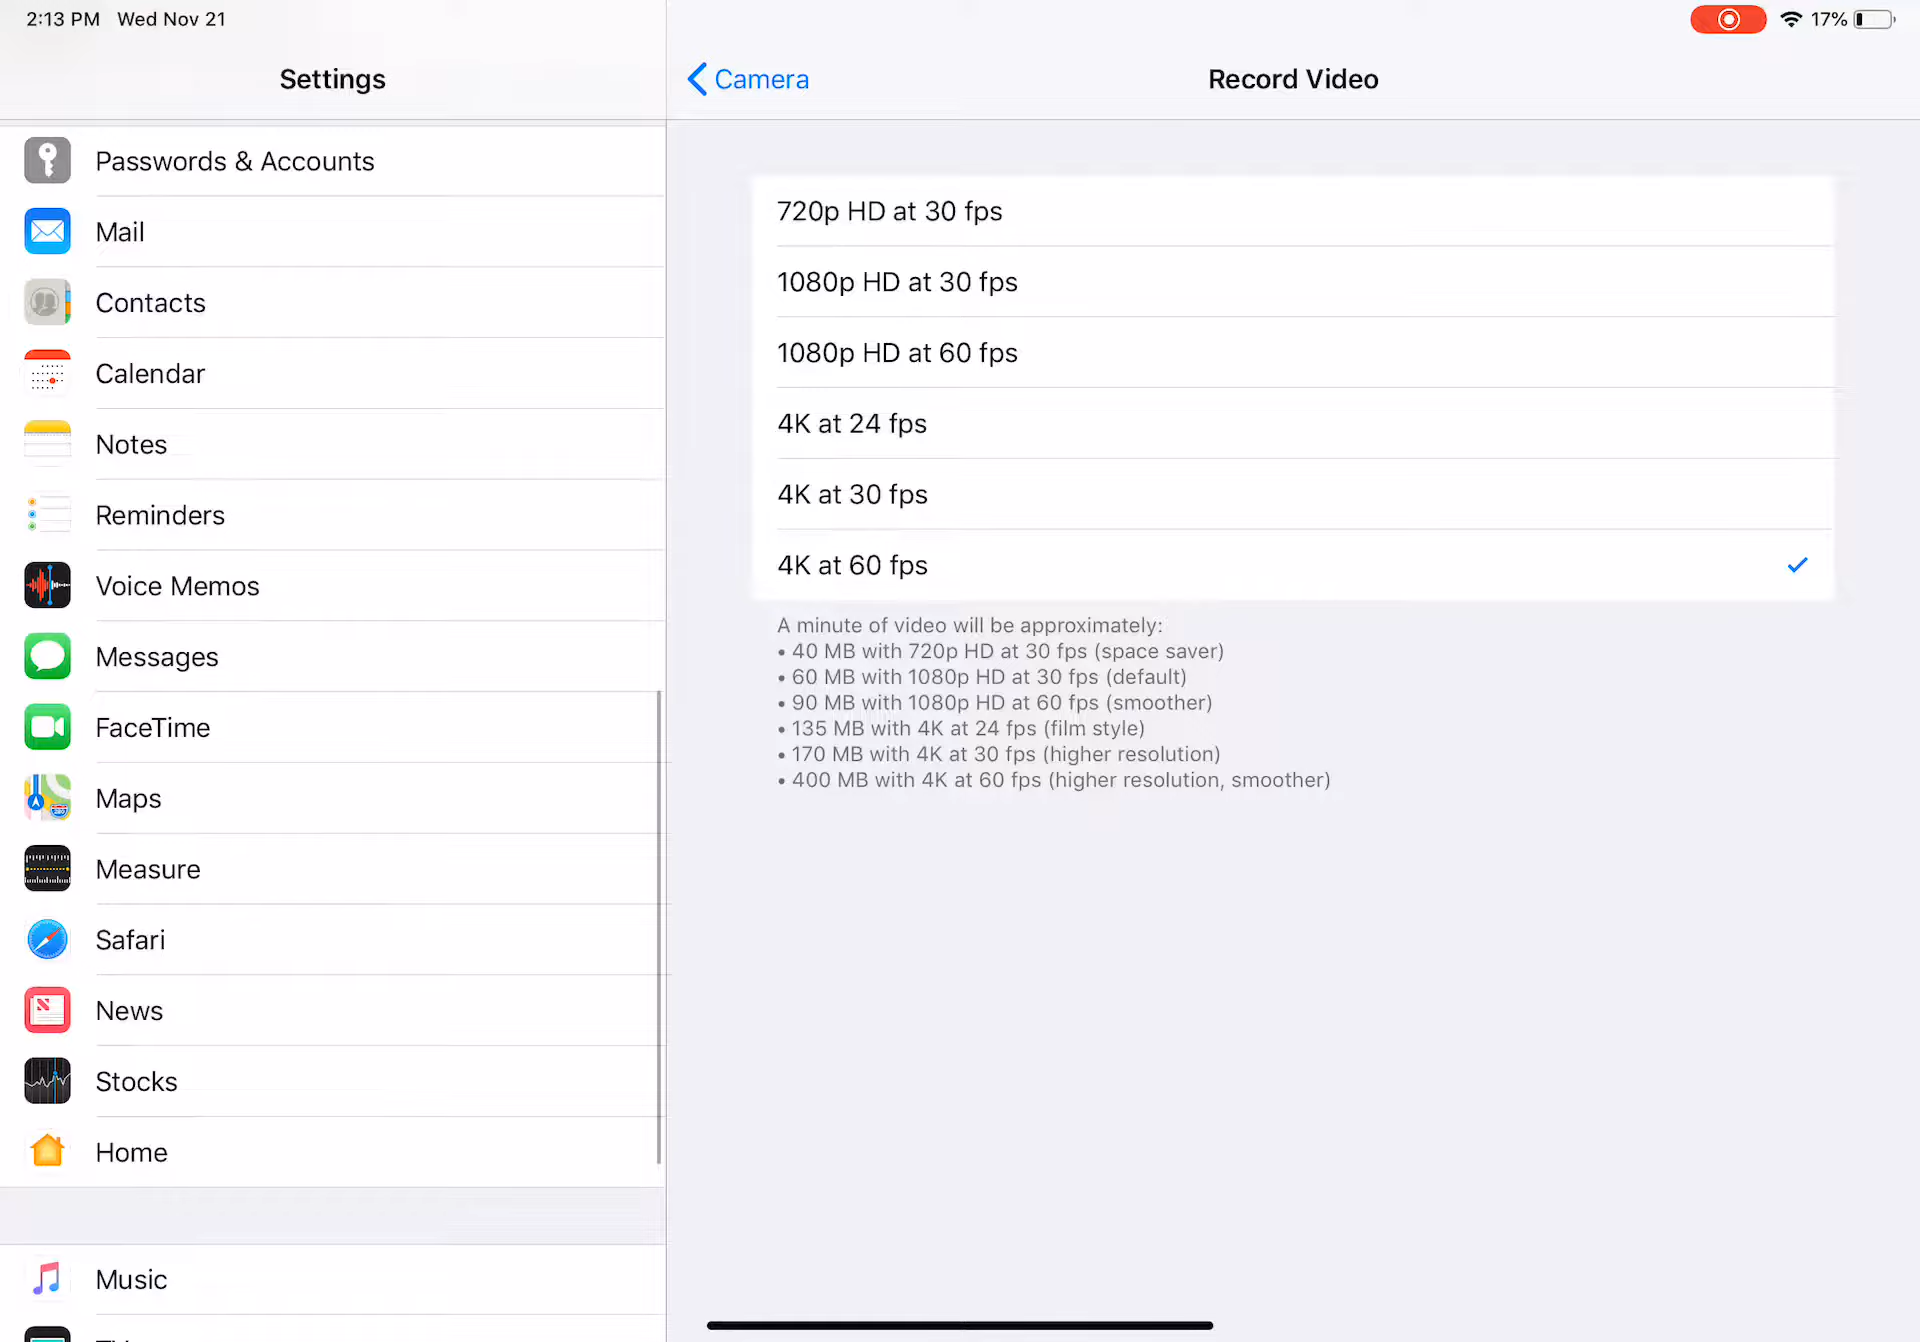 2:13 PM Wed Nov 21
17%
Settings
Camera
Record Video
Passwords & Accounts
Mail
Contacts
Calendar
Notes
Reminders
Voice Memos
Messages
FaceTime
Maps
Measure
Safari
News
Stocks
Home
Music
720p HD at 30 fps
1080p HD at 30 fps
1080p HD at 60 fps
4K at 24 fps
4K at 30 fps
4K at 60 fps
A minute of video will be approximately:
• 40 MB with 720p HD at 30 fps (space saver)
• 60 MB with 1080p HD at 30 fps (default)
• 90 MB with 1080p HD at 60 fps (smoother)
• 135 MB with 4K at 24 fps (film style)
• 170 MB with 4K at 30 fps (higher resolution)
• 400 MB with 4K at 60 fps (higher resolution, smoother)